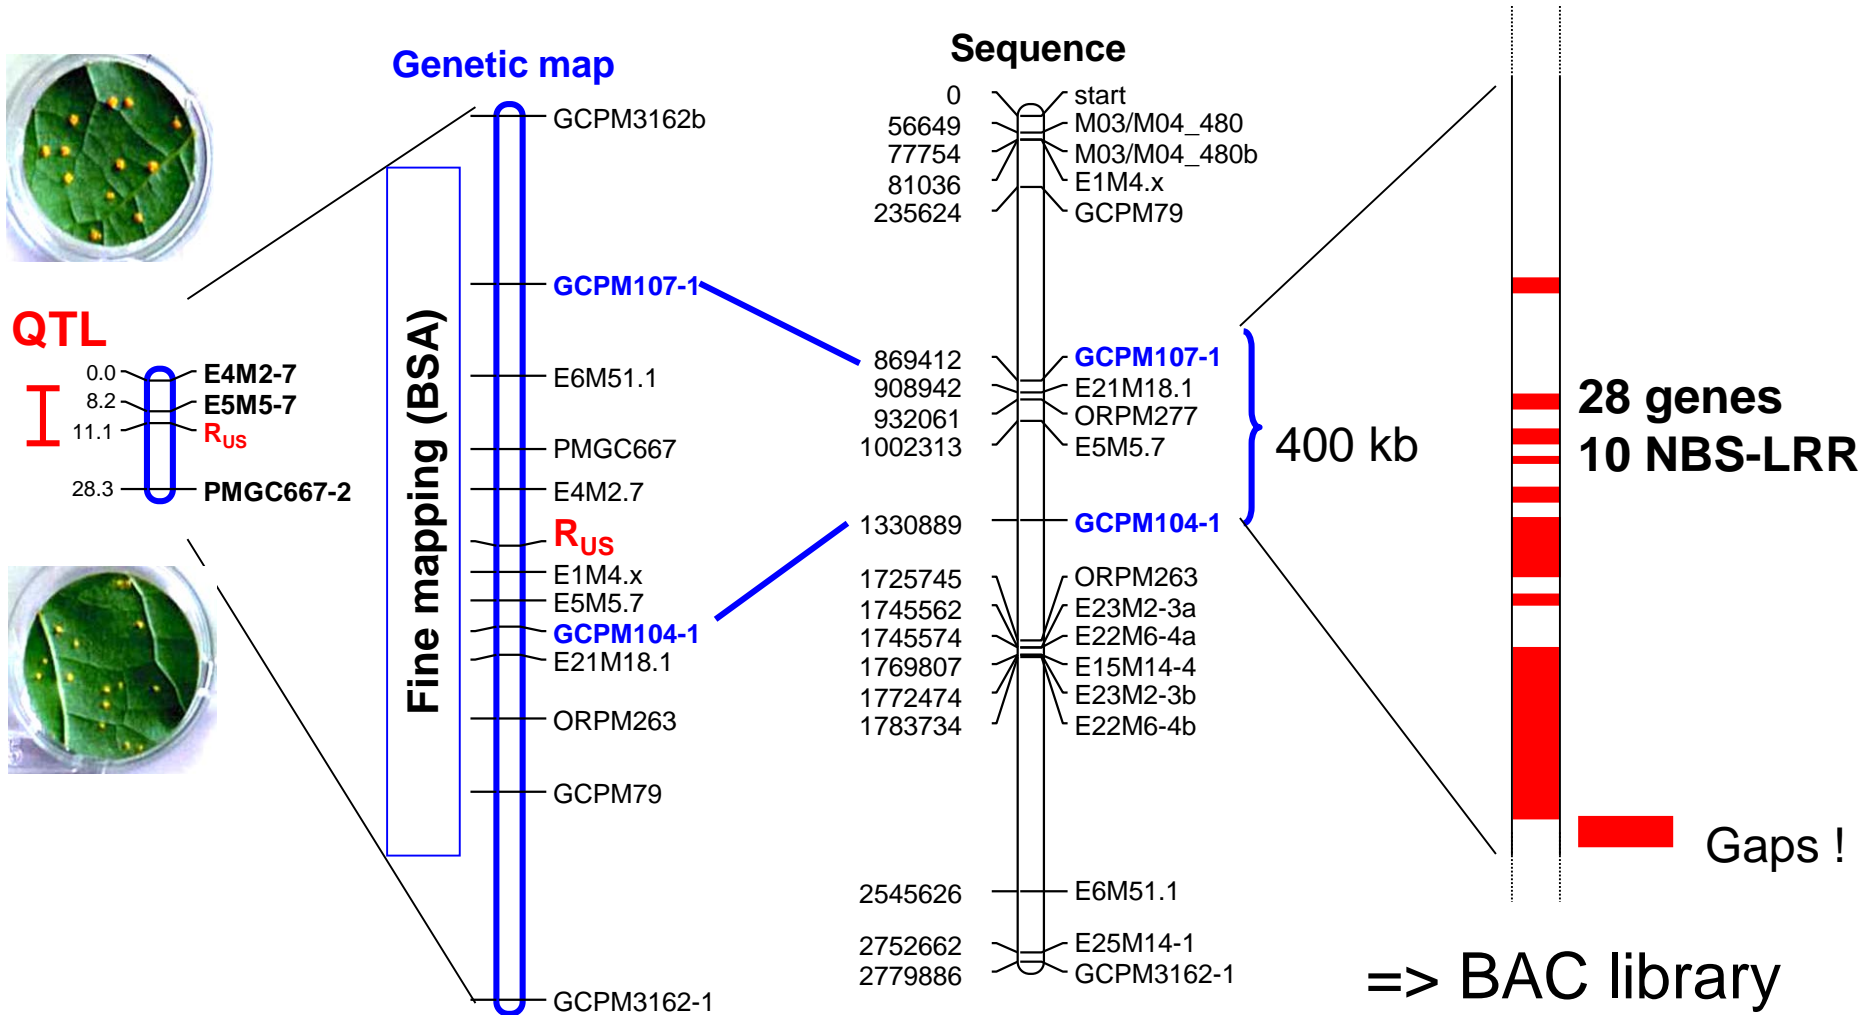 Genetic map
Sequence
QTL
0.0 E4M2-7
8.2 E5M5-7
11.1 RUS
28.3 PMGC667-2
Fine mapping (BSA)
GCPM3162b
GCPM107-1
E6M51.1
PMGC667
E4M2.7
RUS
E1M4.x
E5M5.7
GCPM104-1
E21M18.1
ORPM263
GCPM79
GCPM3162-1
0 start
56649 M03/M04_480
77754 M03/M04_480b
81036 E1M4.x
235624 GCPM79
869412 GCPM107-1
908942 E21M18.1
932061 ORPM277
1002313 E5M5.7
1330889 GCPM104-1
1725745 ORPM263
1745562 E23M2-3a
1745574 E22M6-4a
1769807 E15M14-4
1772474 E23M2-3b
1783734 E22M6-4b
2545626 E6M51.1
2752662 E25M14-1
2779886 GCPM3162-1
400 kb
28 genes
10 NBS-LRR
Gaps !
=> BAC library